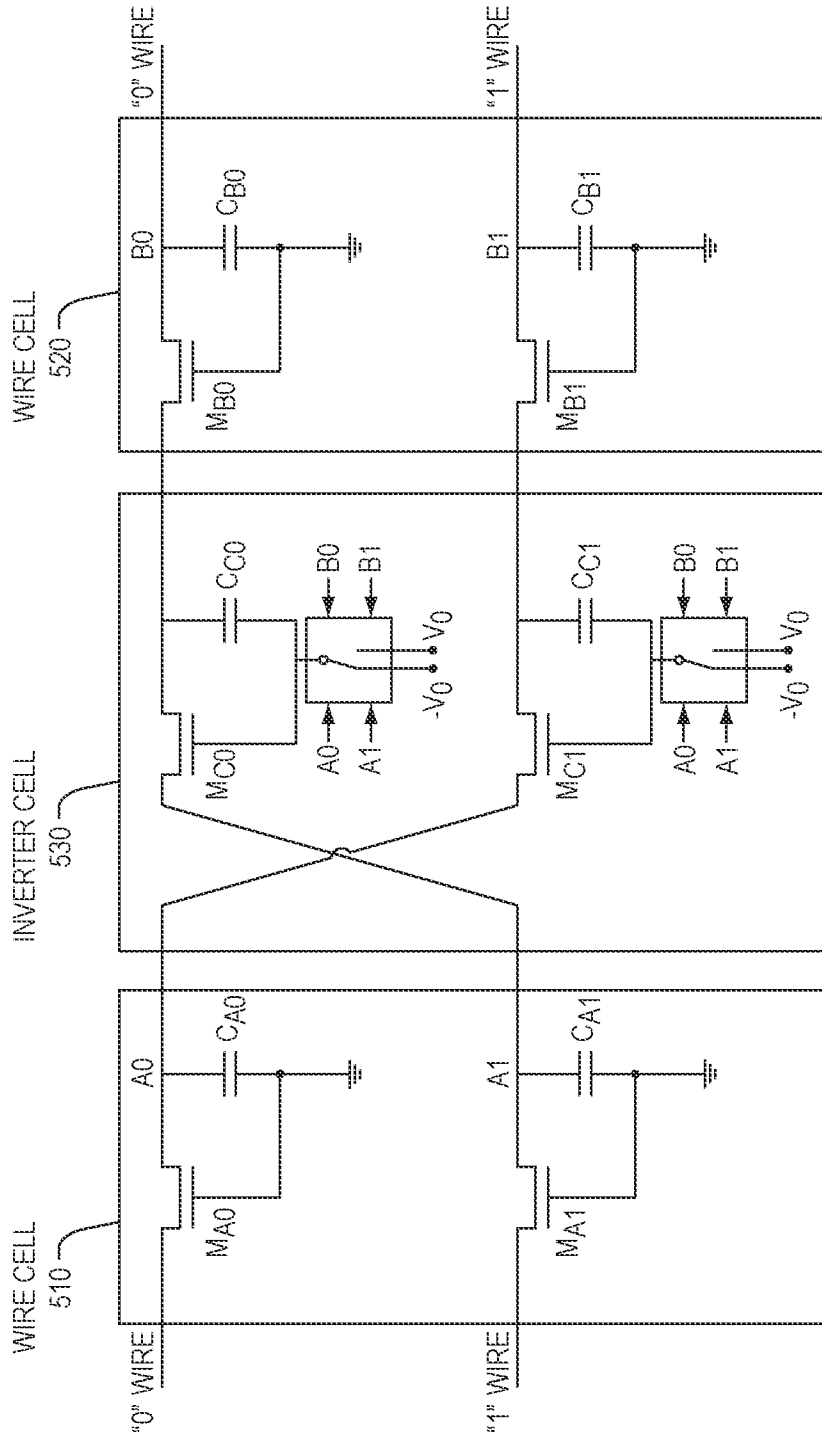 WIRE CELL
510
INVERTER CELL
530
WIRE CELL
520
"0" WIRE
A0
B0
"0" WIRE
MA0
CA0
MC0
CC0
MB0
CB0
A0
A1
B0
B1
-V0
V0
"1" WIRE
A1
B1
"1" WIRE
MA1
CA1
MC1
CC1
MB1
CB1
A0
A1
B0
B1
-V0
V0